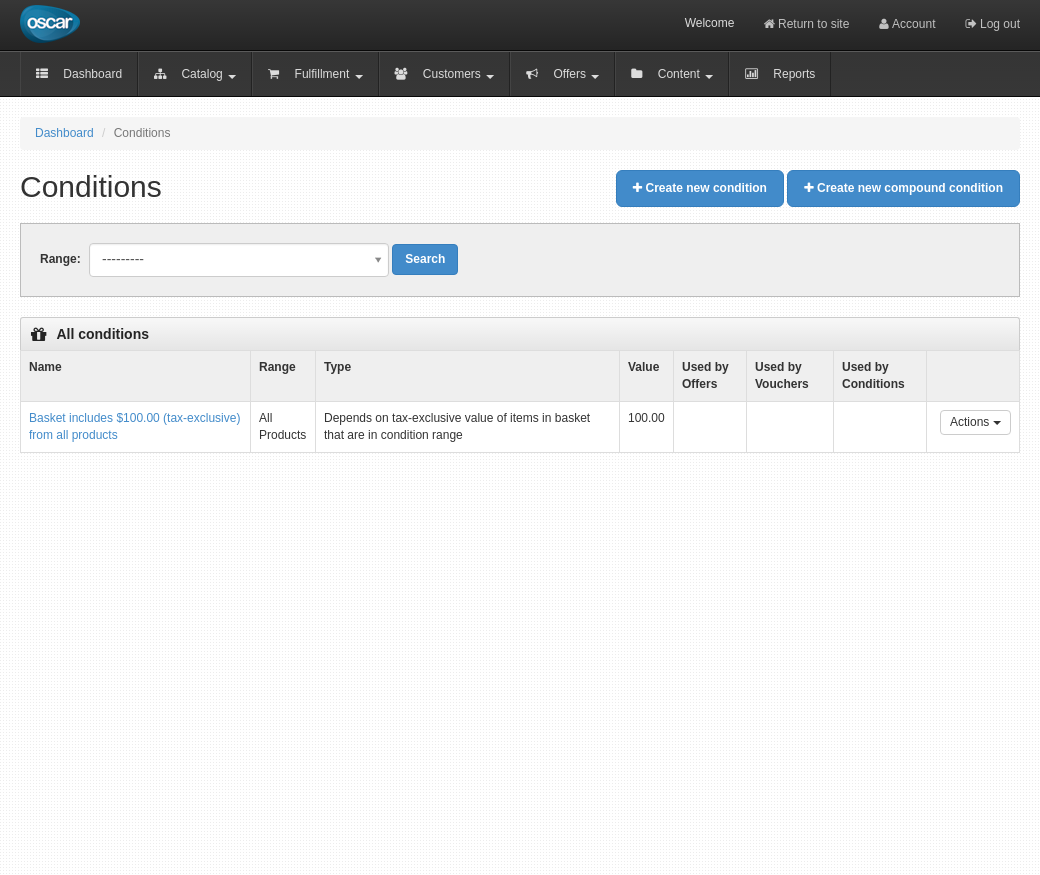 oscar
Welcome
Return to site
Account
Log out
Dashboard
Catalog
Fulfillment
Customers
Offers
Content
Reports
Dashboard / Conditions
Conditions
Create new condition
Create new compound condition
Range:
---------
Search
All conditions
Name
Range
Type
Value
Used by
Offers
Used by
Vouchers
Used by
Conditions
Basket includes $100.00 (tax-exclusive)
from all products
All
Products
Depends on tax-exclusive value of items in basket
that are in condition range
100.00
Actions